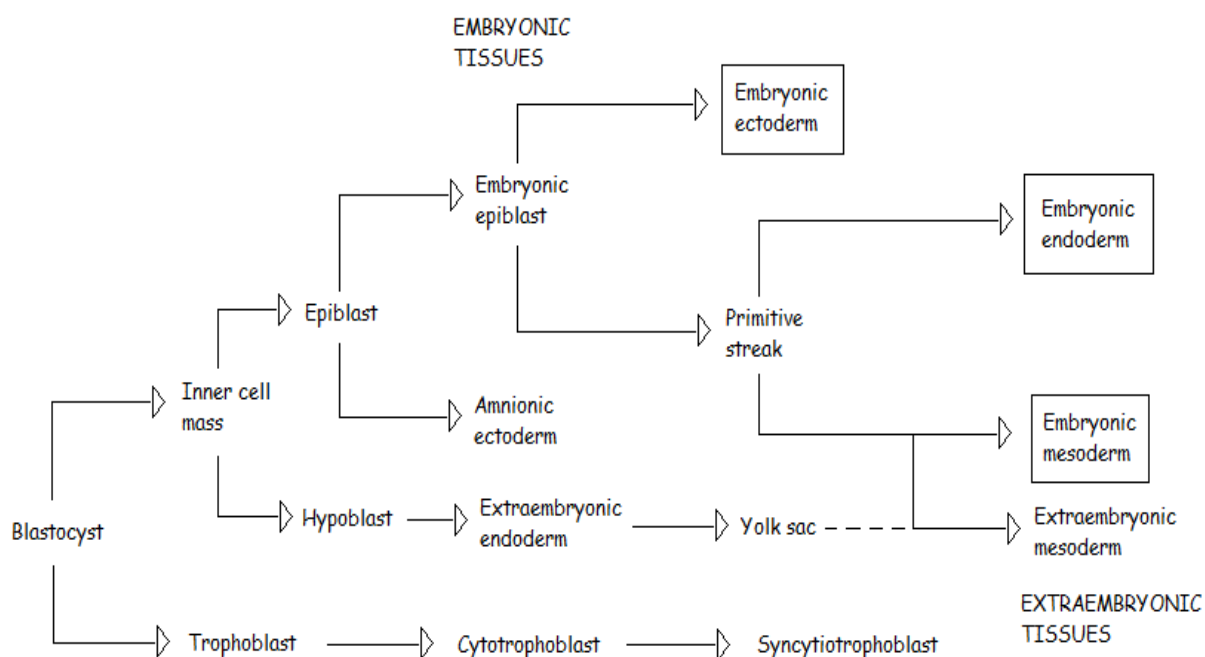 EMBRYONIC
TISSUES
Embryonic
ectoderm
Embryonic
epiblast
Embryonic
endoderm
Epiblast
Primitive
streak
Inner cell
mass
Amnionic
ectoderm
Embryonic
mesoderm
Blastocyst
Hypoblast
Extraembryonic
endoderm
Yolk sac
Extraembryonic
mesoderm
EXTRAEMBRYONIC
TISSUES
Trophoblast
Cytotrophoblast
Syncytiotrophoblast